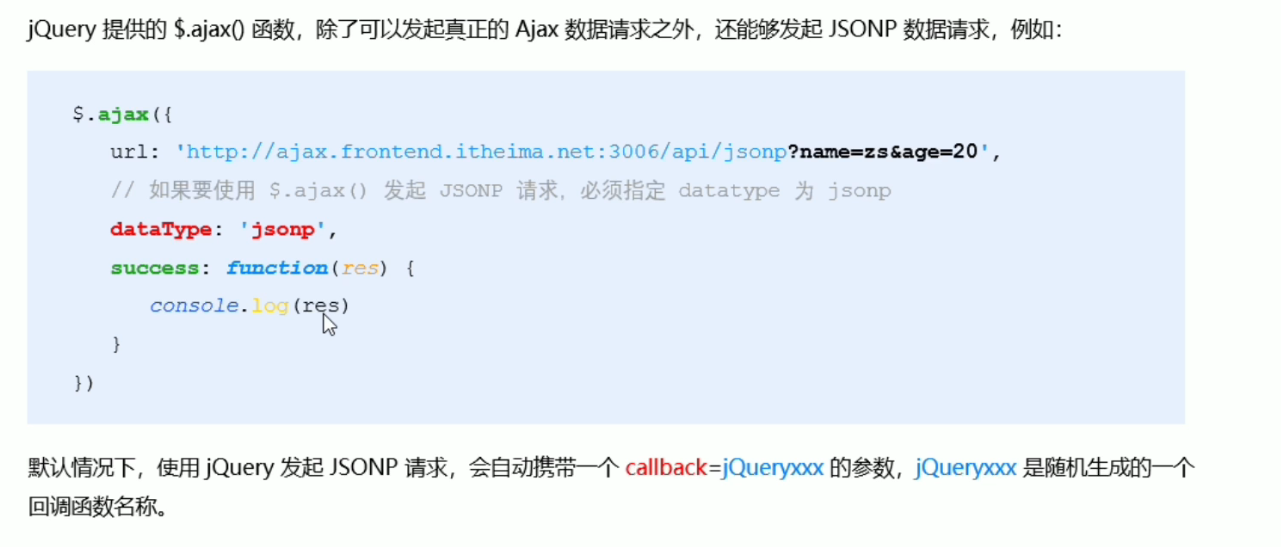 jQuery 提供的 $.ajax() 函数，除了可以发起真正的 Ajax 数据请求之外，还能够发起 JSONP 数据请求，例如：
$.ajax({
url: 'http://ajax.frontend.itheima.net:3006/api/jsonp?name=zs&age=20',
// 如果要使用 $.ajax() 发起 JSONP 请求，必须指定 datatype 为 jsonp
dataType: 'jsonp',
success: function(res) {
console.log(res)
}
})
默认情况下，使用 jQuery 发起 JSONP 请求，会自动携带一个 callback=jQueryxxx 的参数，jQueryxxx 是随机生成的一个
回调函数名称。